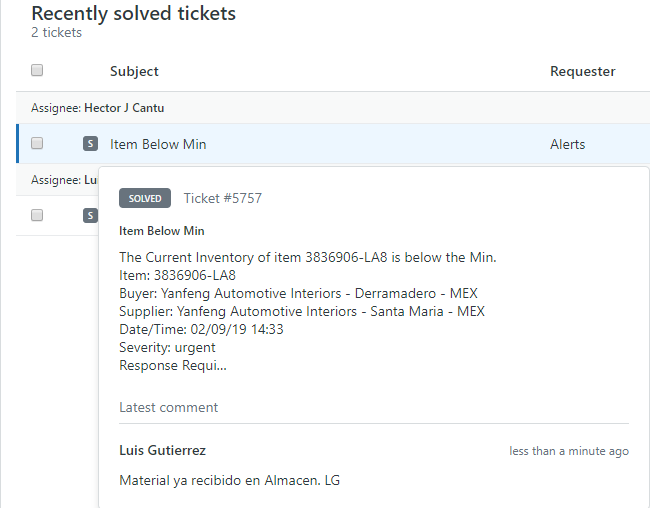 Recently solved tickets
2 tickets
Subject Requester
Assignee: Hector J Cantu
S Item Below Min Alerts
Assignee: Lu
S
SOLVED Ticket #5757
Item Below Min
The Current Inventory of item 3836906-LA8 is below the Min.
Item: 3836906-LA8
Buyer: Yanfeng Automotive Interiors - Derramadero - MEX
Supplier: Yanfeng Automotive Interiors - Santa Maria - MEX
Date/Time: 02/09/19 14:33
Severity: urgent
Response Requi...
Latest comment
Luis Gutierrez less than a minute ago
Material ya recibido en Almacen. LG